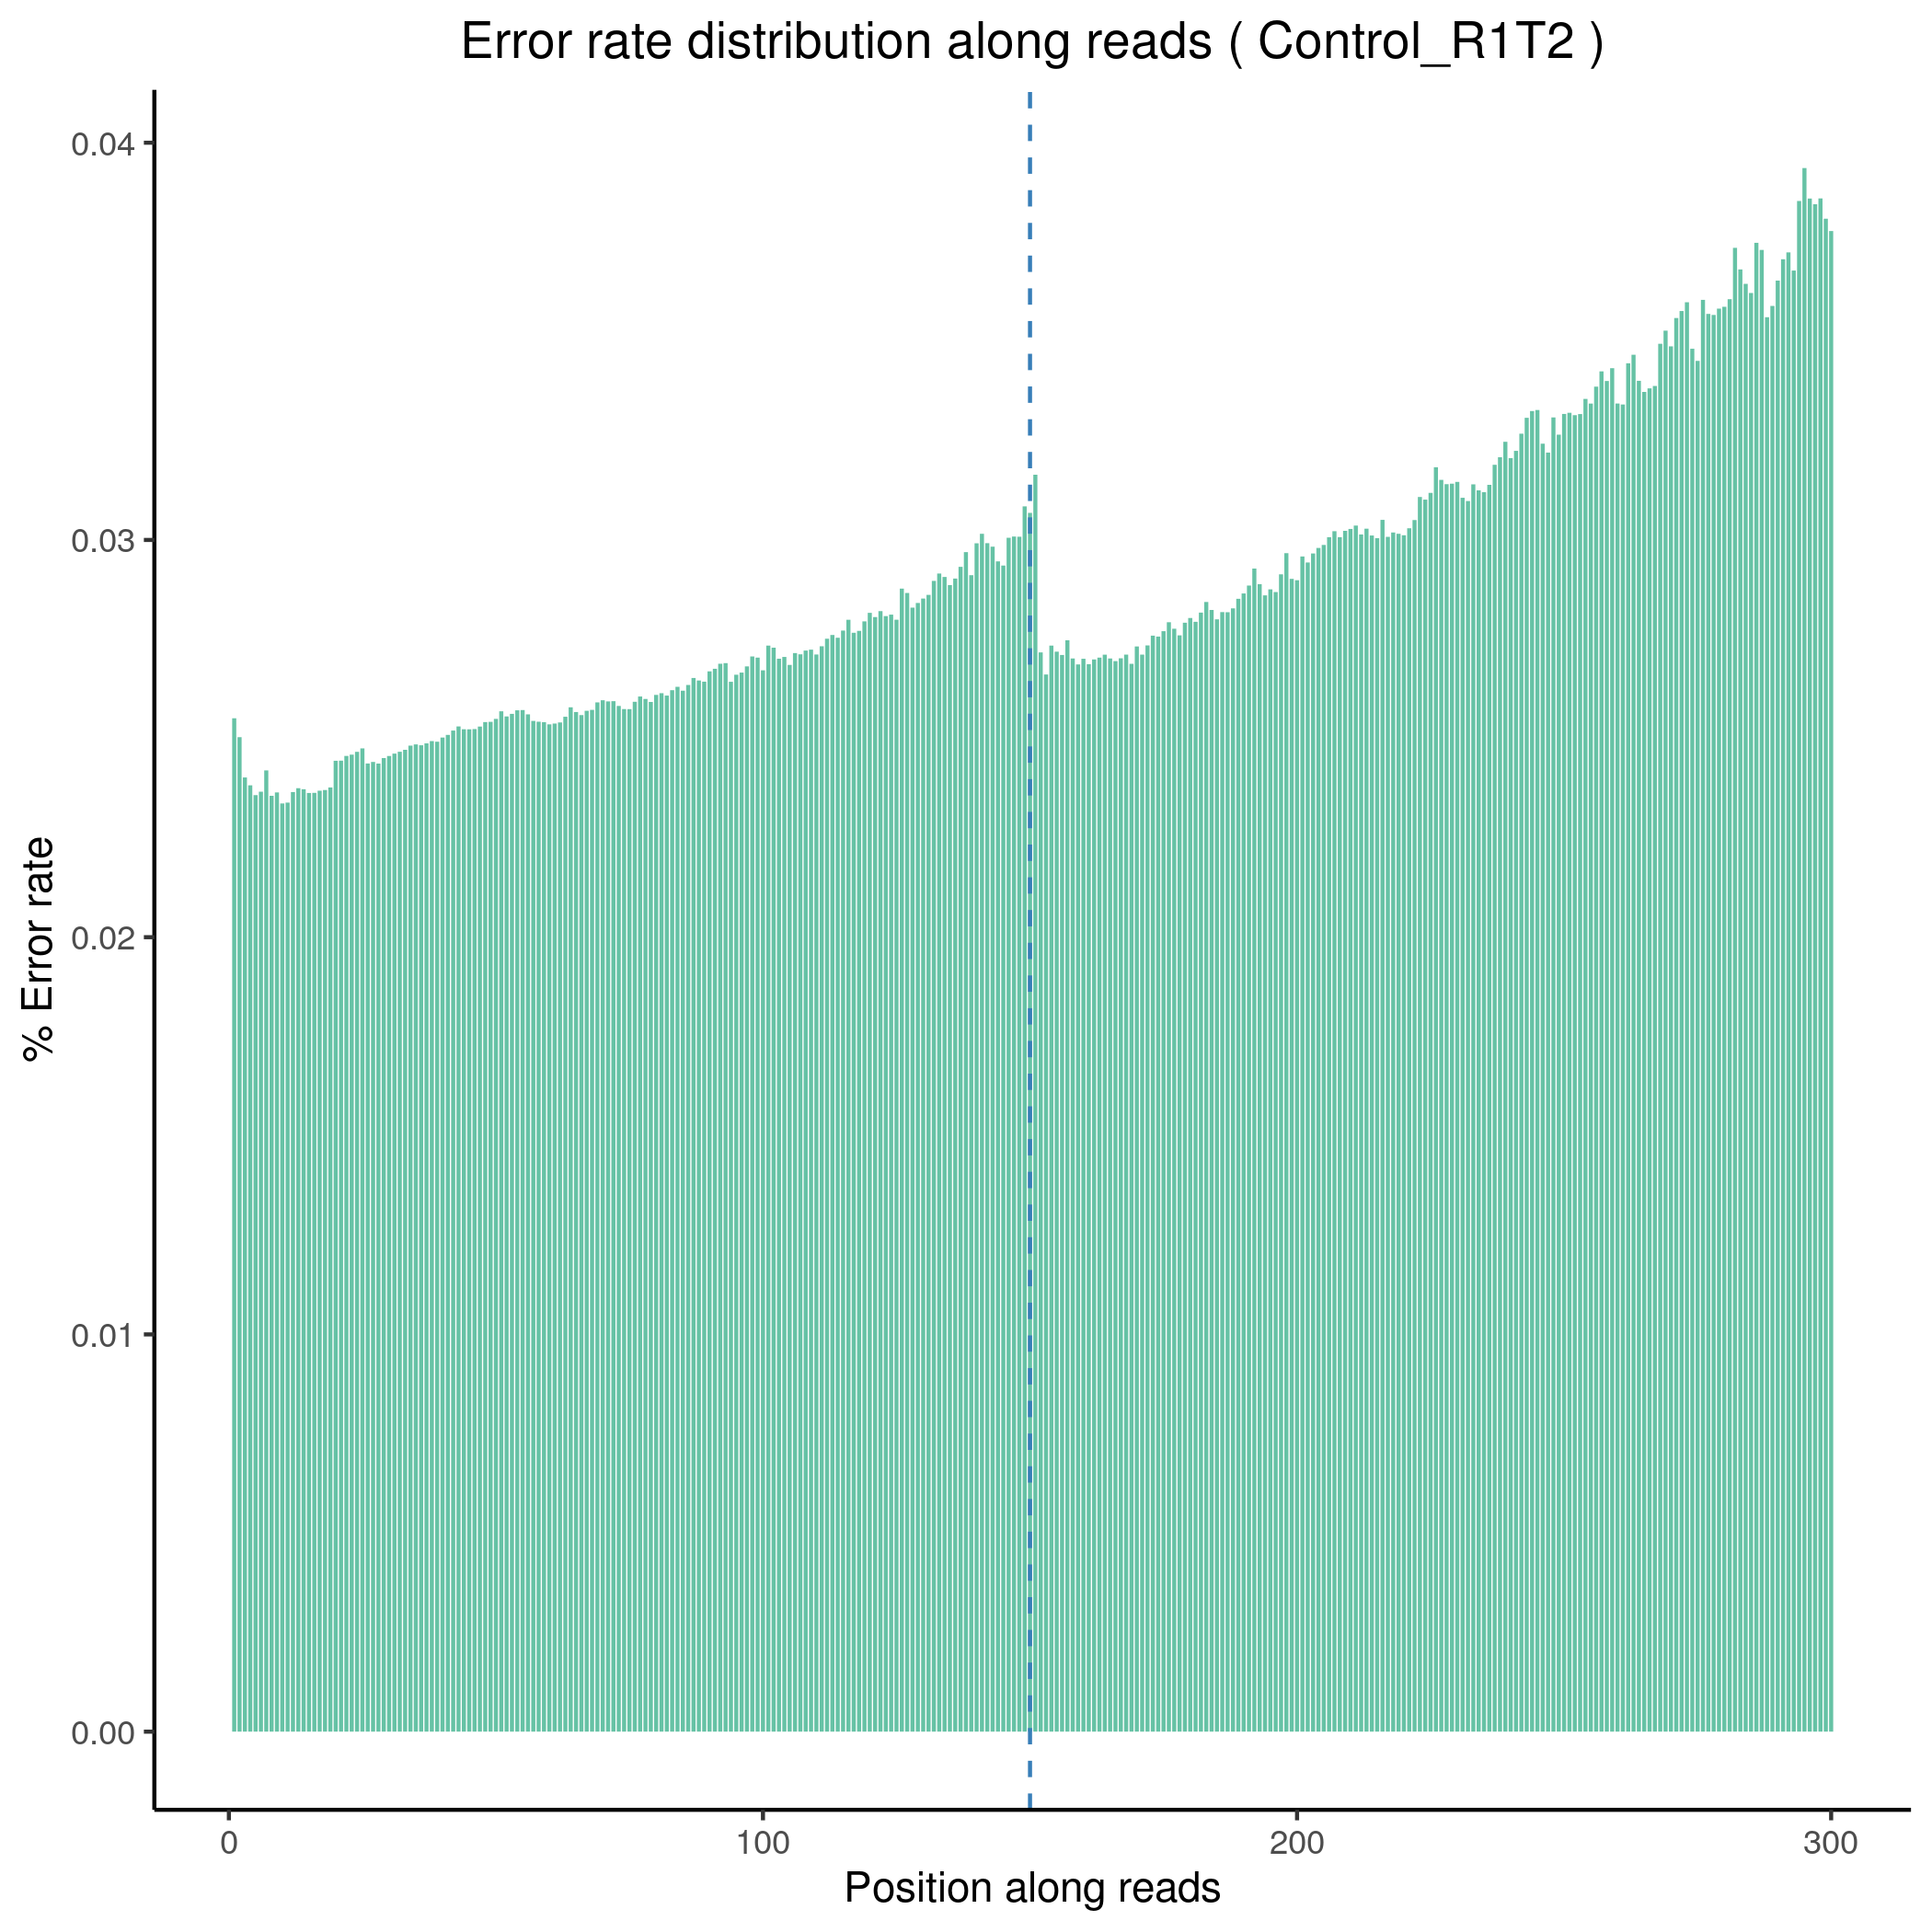 Error rate distribution along reads ( Control_R1T2 )
0.04
0.03
0.02
0.01
0.00
% Error rate
0 100 200 300
Position along reads